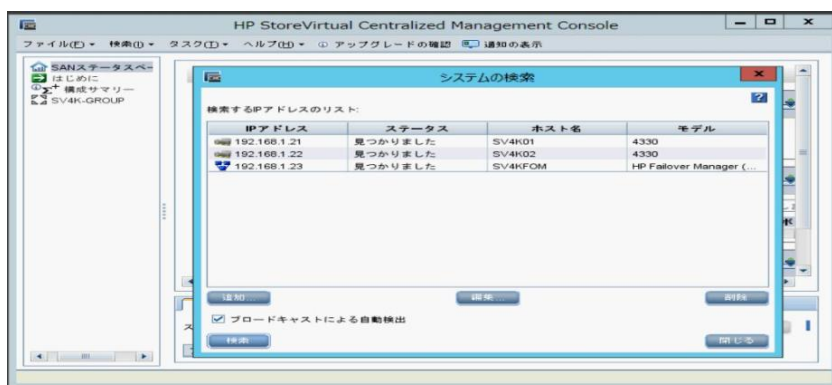 HP StoreVirtual Centralized Management Console
ファイル(F) 検索(I) タスク(T) ヘルプ(H) アップグレードの確認 通知の表示
SANステータスペー
はじめに
構成サマリー
SV4K-GROUP
システムの検索
検索するIPアドレスのリスト:
IPアドレス ステータス ホスト名 モデル
192.168.1.21 見つかりました SV4K01 4330
192.168.1.22 見つかりました SV4K02 4330
192.168.1.23 見つかりました SV4KFOM HP Failover Manager (...
追加... 編集... 削除
ブロードキャストによる自動検出
検索 閉じる